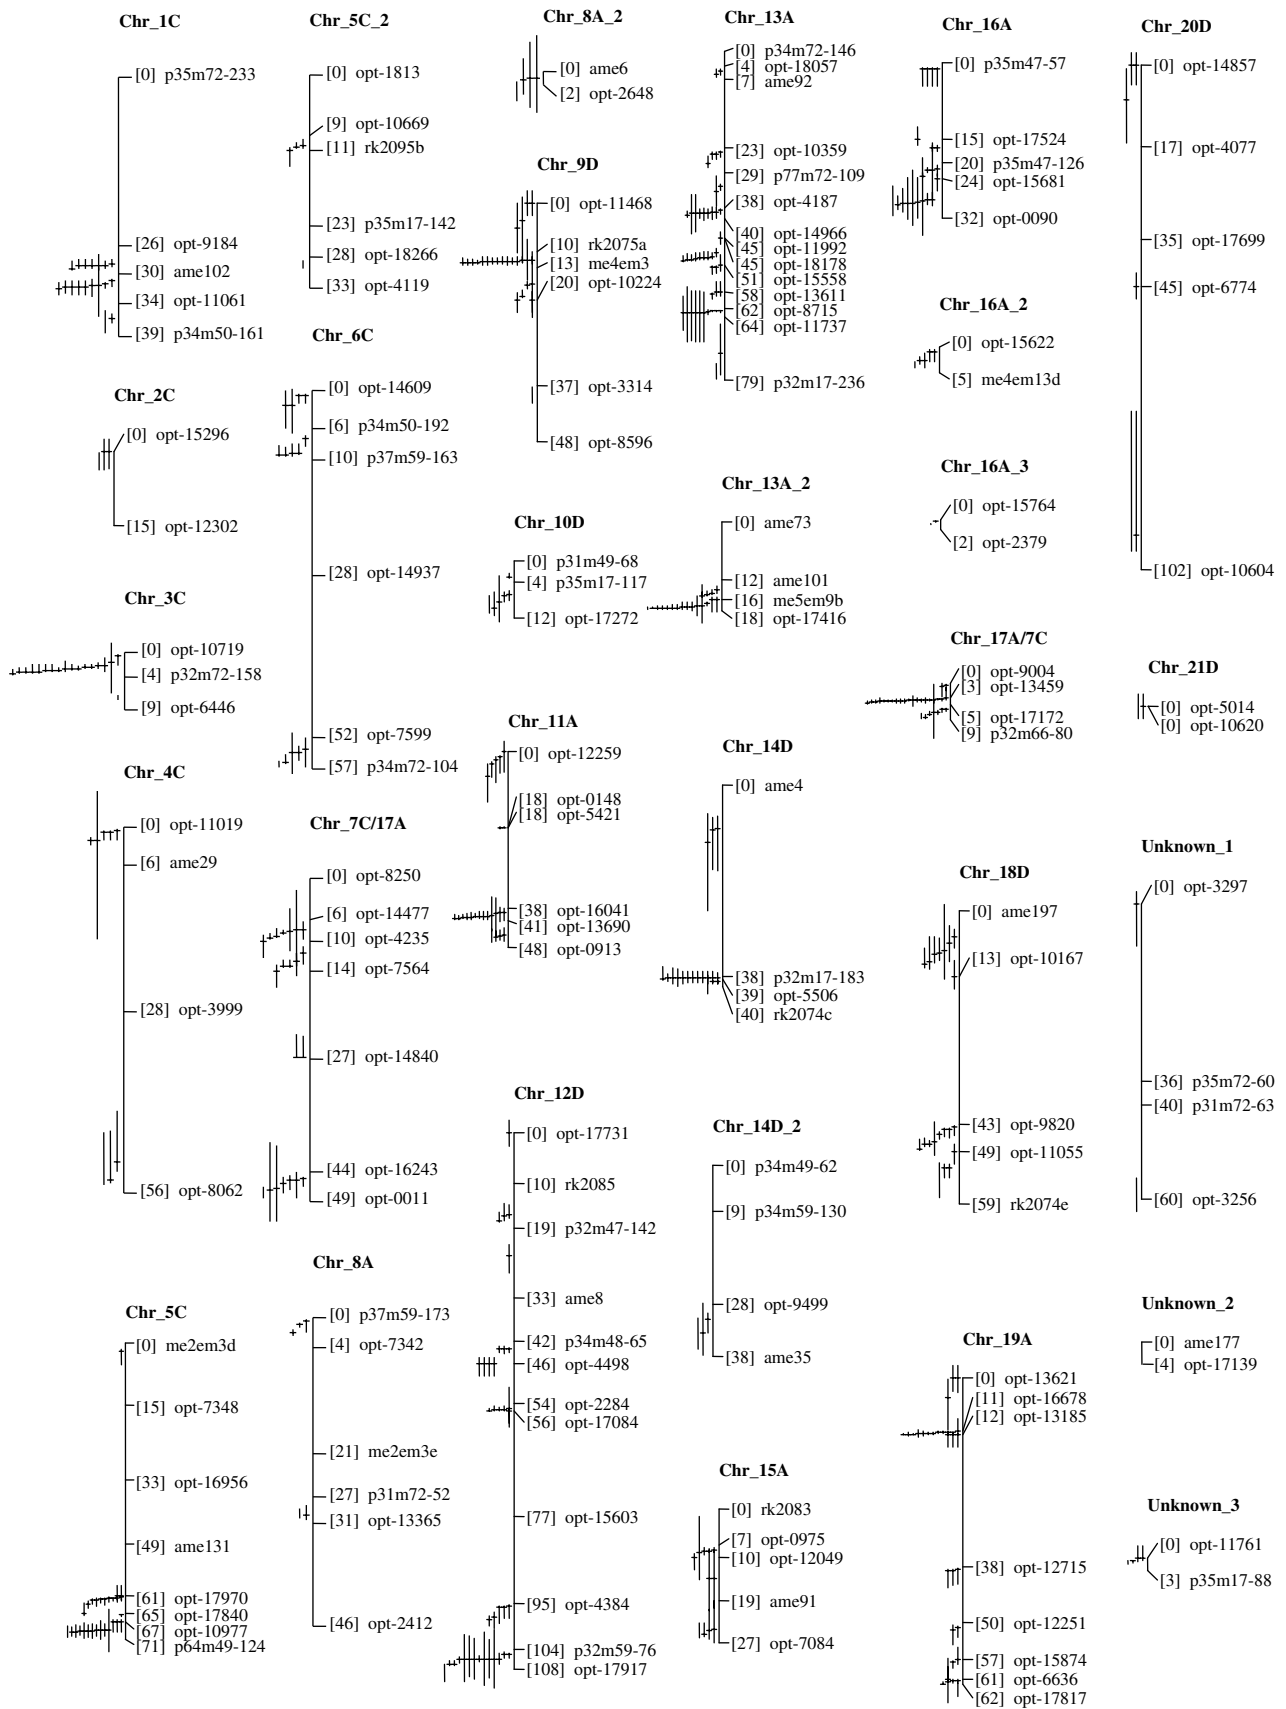 Chr_1C
[0] p35m72-233
[26] opt-9184
[30] ame102
[34] opt-11061
[39] p34m50-161
Chr_2C
[0] opt-15296
[15] opt-12302
Chr_3C
[0] opt-10719
[4] p32m72-158
[9] opt-6446
Chr_4C
[0] opt-11019
[6] ame29
[28] opt-3999
[56] opt-8062
Chr_5C
[0] me2em3d
[15] opt-7348
[33] opt-16956
[49] ame131
[61] opt-17970
[65] opt-17840
[67] opt-10977
[71] p64m49-124
Chr_5C_2
[0] opt-1813
[9] opt-10669
[11] rk2095b
[23] p35m17-142
[28] opt-18266
[33] opt-4119
Chr_6C
[0] opt-14609
[6] p34m50-192
[10] p37m59-163
[28] opt-14937
[52] opt-7599
[57] p34m72-104
Chr_7C/17A
[0] opt-8250
[6] opt-14477
[10] opt-4235
[14] opt-7564
[27] opt-14840
[44] opt-16243
[49] opt-0011
Chr_8A
[0] p37m59-173
[4] opt-7342
[21] me2em3e
[27] p31m72-52
[31] opt-13365
[46] opt-2412
Chr_8A_2
[0] ame6
[2] opt-2648
Chr_9D
[0] opt-11468
[10] rk2075a
[13] me4em3
[20] opt-10224
[37] opt-3314
[48] opt-8596
Chr_10D
[0] p31m49-68
[4] p35m17-117
[12] opt-17272
Chr_11A
[0] opt-12259
[18] opt-0148
[18] opt-5421
[38] opt-16041
[41] opt-13690
[48] opt-0913
Chr_12D
[0] opt-17731
[10] rk2085
[19] p32m47-142
[33] ame8
[42] p34m48-65
[46] opt-4498
[54] opt-2284
[56] opt-17084
[77] opt-15603
[95] opt-4384
[104] p32m59-76
[108] opt-17917
Chr_13A
[0] p34m72-146
[4] opt-18057
[7] ame92
[23] opt-10359
[29] p77m72-109
[38] opt-4187
[40] opt-14966
[45] opt-11992
[45] opt-18178
[51] opt-15558
[58] opt-13611
[62] opt-8715
[64] opt-11737
[79] p32m17-236
Chr_13A_2
[0] ame73
[12] ame101
[16] me5em9b
[18] opt-17416
Chr_14D
[0] ame4
[38] p32m17-183
[39] opt-5506
[40] rk2074c
Chr_14D_2
[0] p34m49-62
[9] p34m59-130
[28] opt-9499
[38] ame35
Chr_15A
[0] rk2083
[7] opt-0975
[10] opt-12049
[19] ame91
[27] opt-7084
Chr_16A
[0] p35m47-57
[15] opt-17524
[20] p35m47-126
[24] opt-15681
[32] opt-0090
Chr_16A_2
[0] opt-15622
[5] me4em13d
Chr_16A_3
[0] opt-15764
[2] opt-2379
Chr_17A/7C
[0] opt-9004
[3] opt-13459
[5] opt-17172
[9] p32m66-80
Chr_18D
[0] ame197
[13] opt-10167
[43] opt-9820
[49] opt-11055
[59] rk2074e
Chr_19A
[0] opt-13621
[11] opt-16678
[12] opt-13185
[38] opt-12715
[50] opt-12251
[57] opt-15874
[61] opt-6636
[62] opt-17817
Chr_20D
[0] opt-14857
[17] opt-4077
[35] opt-17699
[45] opt-6774
[102] opt-10604
Chr_21D
[0] opt-5014
[0] opt-10620
Unknown_1
[0] opt-3297
[36] p35m72-60
[40] p31m72-63
[60] opt-3256
Unknown_2
[0] ame177
[4] opt-17139
Unknown_3
[0] opt-11761
[3] p35m17-88